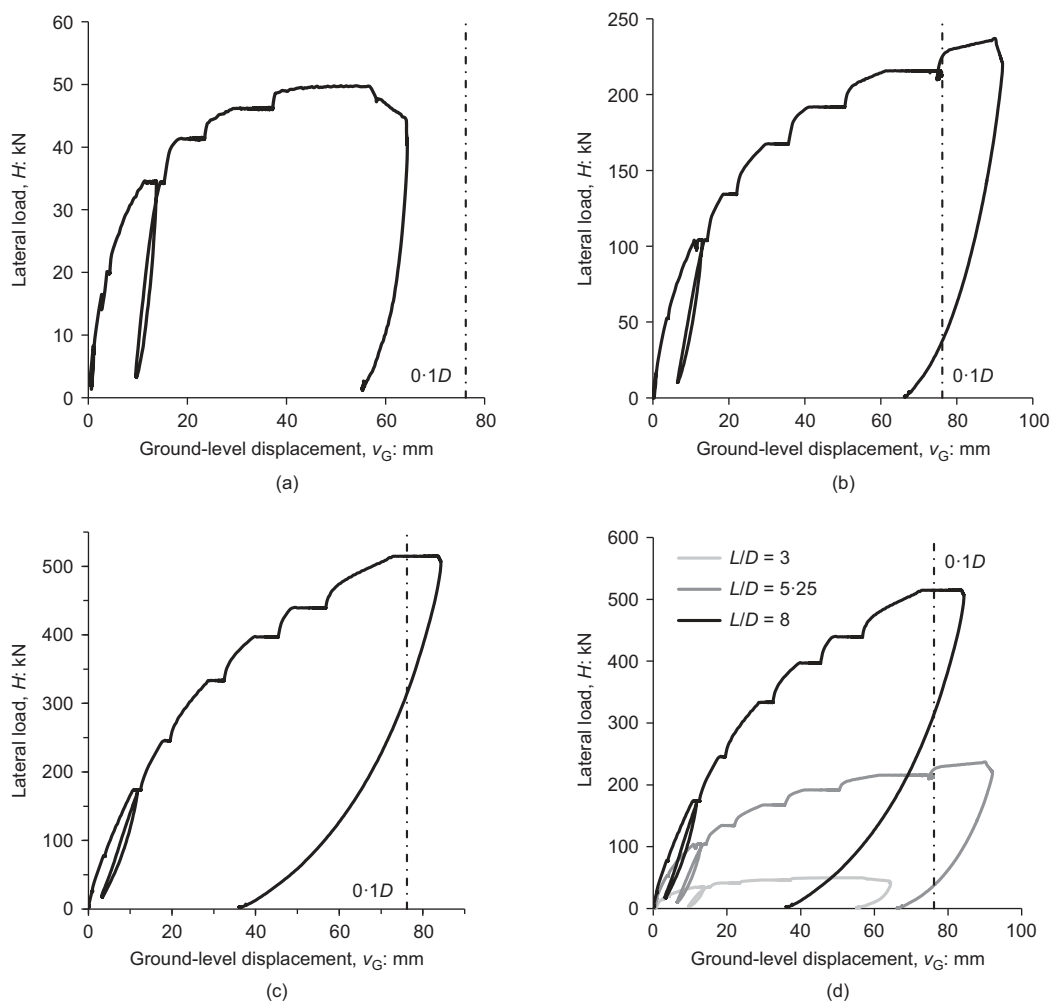 60
50
40
30
20
10
0
Lateral load, H: kN
0·1D
0 20 40 60 80
Ground-level displacement, vG: mm
(a)
250
200
150
100
50
0
Lateral load, H: kN
0·1D
0 20 40 60 80 100
Ground-level displacement, vG: mm
(b)
500
400
300
200
100
0
Lateral load, H: kN
0·1D
0 20 40 60 80
Ground-level displacement, vG: mm
(c)
600
500
400
300
200
100
0
Lateral load, H: kN
L/D = 3
L/D = 5·25
L/D = 8
0·1D
0 20 40 60 80 100
Ground-level displacement, vG: mm
(d)